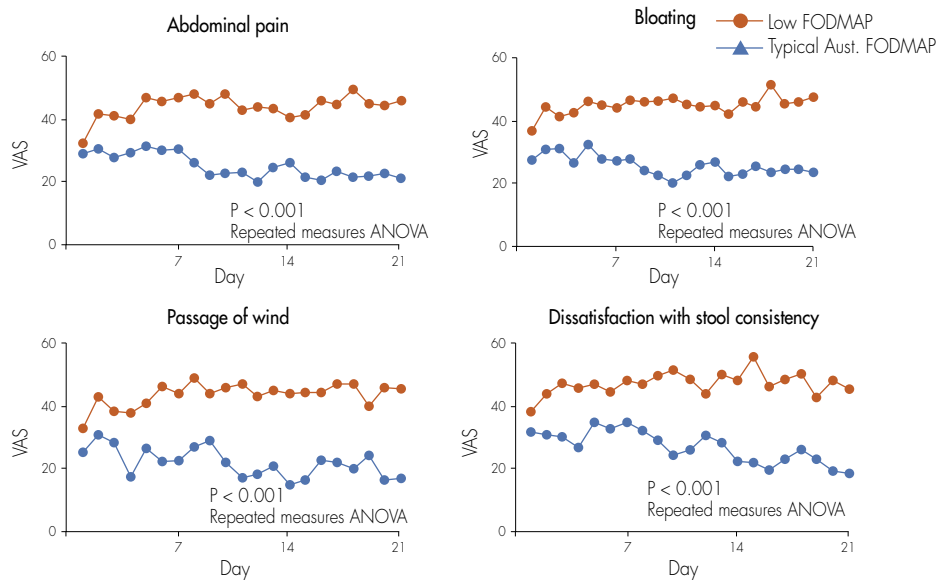 Abdominal pain
60
40
20
0
VAS
7
14
21
Day
P < 0.001
Repeated measures ANOVA
Bloating
Low FODMAP
Typical Aust. FODMAP
60
40
20
0
VAS
7
14
21
Day
P < 0.001
Repeated measures ANOVA
Passage of wind
60
40
20
0
VAS
7
14
21
Day
P < 0.001
Repeated measures ANOVA
Dissatisfaction with stool consistency
60
40
20
0
VAS
7
14
21
Day
P < 0.001
Repeated measures ANOVA